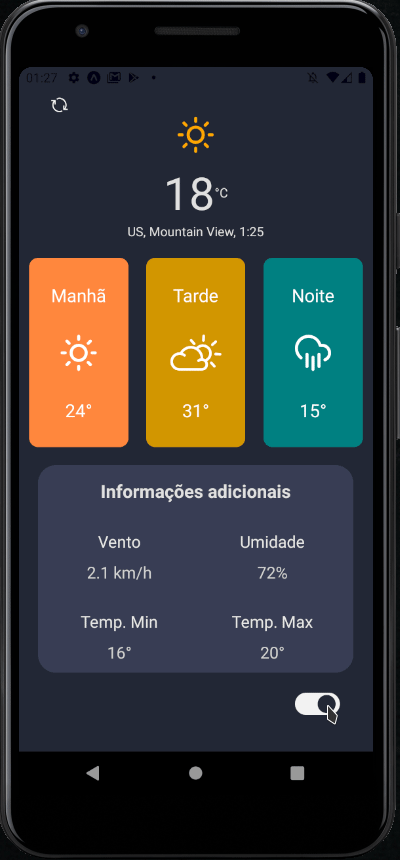 01:27
18°C
US, Mountain View, 1:25
Manhã Tarde Noite
24° 31° 15°
Informações adicionais
Vento Umidade
2.1 km/h 72%
Temp. Min Temp. Max
16° 20°